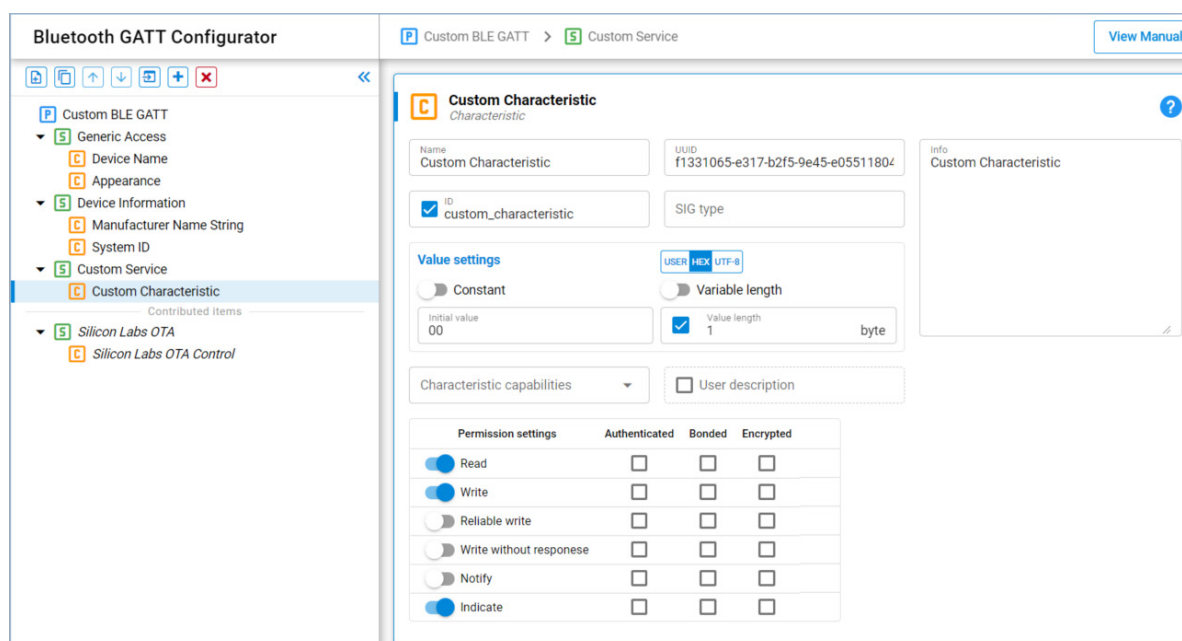 Bluetooth GATT Configurator
P Custom BLE GATT > S Custom Service
View Manual
P Custom BLE GATT
S Generic Access
C Device Name
C Appearance
S Device Information
C Manufacturer Name String
C System ID
S Custom Service
C Custom Characteristic
Contributed Items
S Silicon Labs OTA
C Silicon Labs OTA Control
C Custom Characteristic
Characteristic
?
Name
Custom Characteristic
UUID
f1331065-e317-b2f5-9e45-e05511804
Info
Custom Characteristic
ID
custom_characteristic
SIG type
Value settings
USER HEX UTF-8
Constant
Variable length
Initial value
00
Value length
1 byte
Characteristic capabilities
User description
Permission settings Authenticated Bonded Encrypted
Read
Write
Reliable write
Write without responese
Notify
Indicate